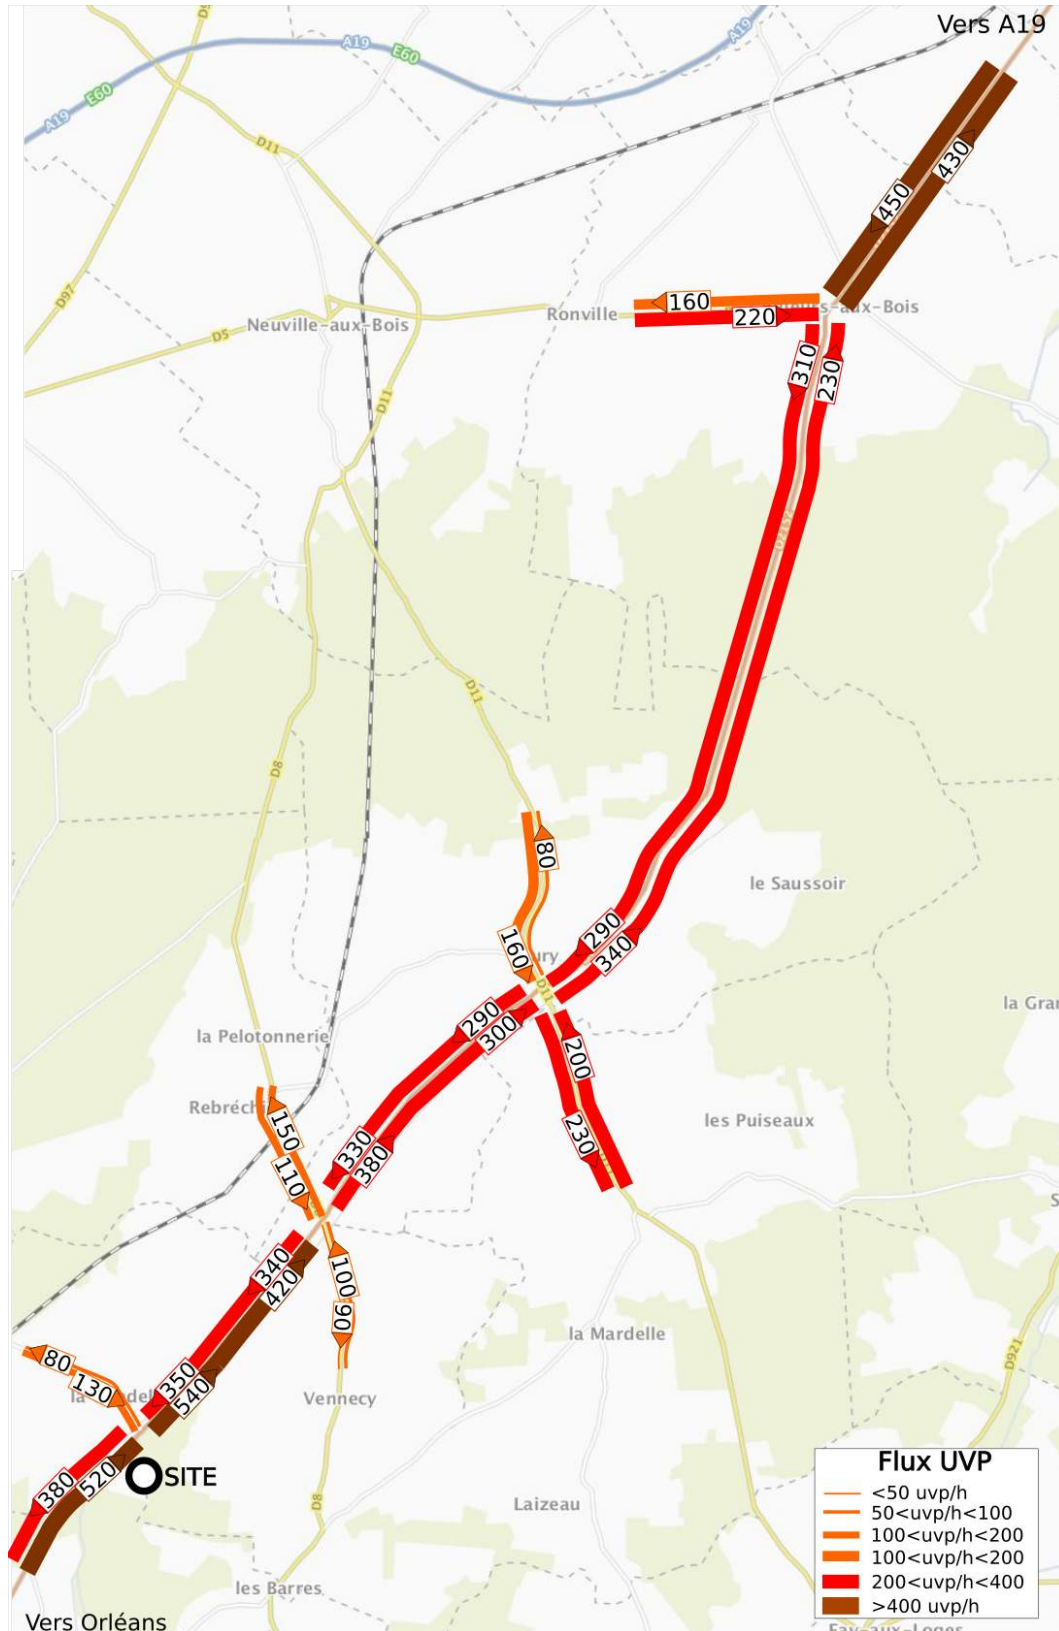 Vers A19
A19
E60
A19
E60
A19
D11
D97
D5
Neuville-aux-Bois
Ronville
D11
430
450
160
220
310
230
D8
D11
80
le Saussoir
290
340
160
D11
la Pelotonnerie
290
300
200
230
les Puiseaux
150
110
330
380
340
420
100
90
la Mardelle
D921
80
130
350
540
Vennecy
380
520
SITE
D8
Laizeau
les Barres
Vers Orléans
Flux UVP
<50 uvp/h
50<uvp/h<100
100<uvp/h<200
100<uvp/h<200
200<uvp/h<400
>400 uvp/h